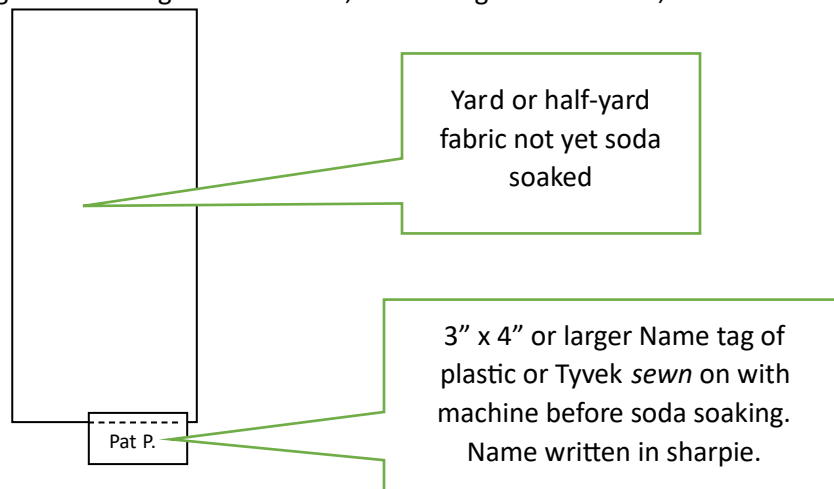 Yard or half-yard
fabric not yet soda
soaked
3” x 4” or larger Name tag of
plastic or Tyvek sewn on with
machine before soda soaking.
Name written in sharpie.
Pat P.